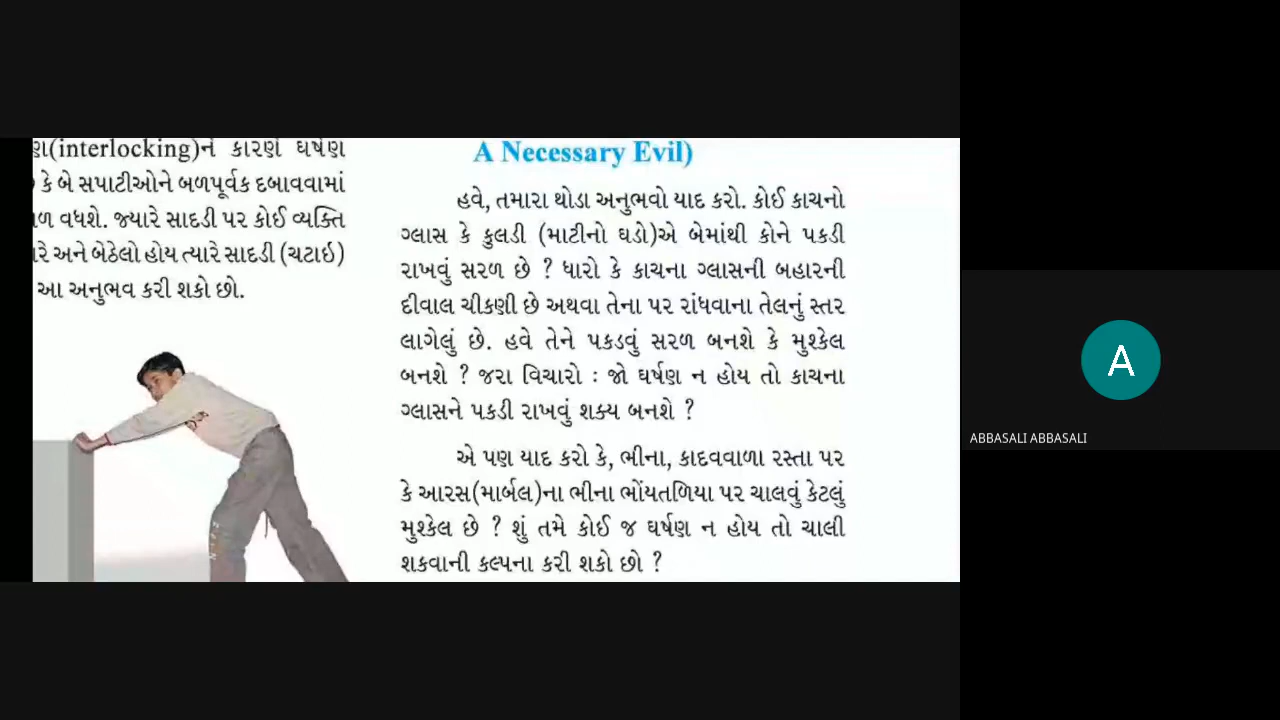 ણ(interlocking)ને કારણે ઘર્ષણ
કે બે સપાટીઓને બળપૂર્વક દબાવવામાં
વધશે. જ્યારે સાદડી પર કોઈ વ્યક્તિ
અને બેઠેલો હોય ત્યારે સાદડી (ચટાઇ)
આ અનુભવ કરી શકો છો.
A Necessary Evil)
હવે, તમારા થોડા અનુભવો યાદ કરો. કોઈ કાચનો
ગ્લાસ કે કુલડી (માટીનો ઘડો)એ બેમાંથી કોને પકડી
રાખવું સરળ છે ? ધારો કે કાચના ગ્લાસની બહારની
દીવાલ ચીકણી છે અથવા તેના પર રાંધવાના તેલનું સ્તર
લાગેલું છે. હવે તેને પકડવું સરળ બનશે કે મુશ્કેલ
બનશે ? જરા વિચારો : જો ઘર્ષણ ન હોય તો કાચના
ગ્લાસને પકડી રાખવું શક્ય બનશે ?
એ પણ યાદ કરો કે, ભીના, કાદવવાળા રસ્તા પર
કે આરસ(માર્બલ)ના ભીના ભોંયતળિયા પર ચાલવું કેટલું
મુશ્કેલ છે ? શું તમે કોઈ જ ઘર્ષણ ન હોય તો ચાલી
શકવાની કલ્પના કરી શકો છો ?
A
ABBASALI ABBASALI